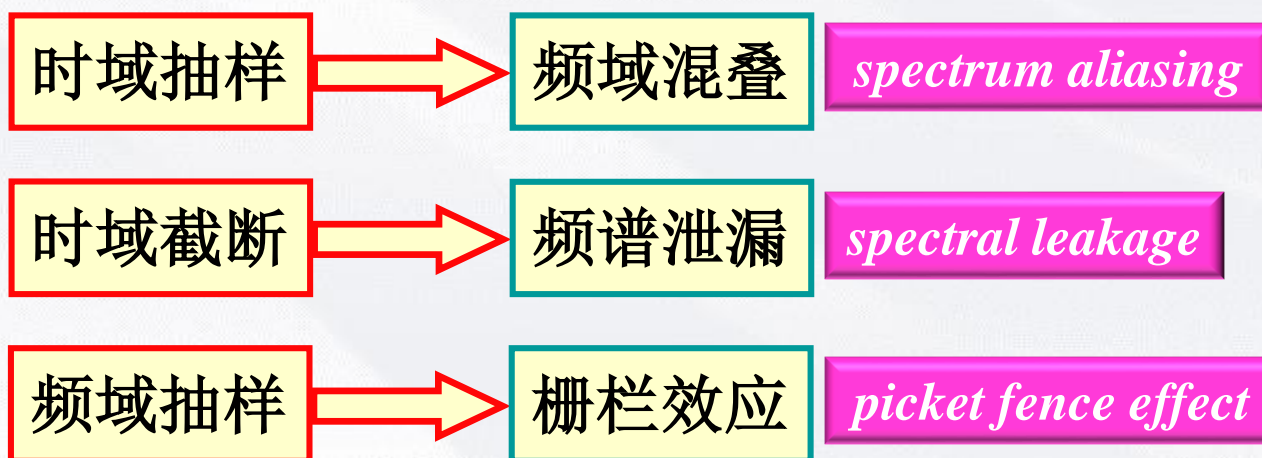 时域抽样 频域混叠 spectrum aliasing
时域截断 频谱泄漏 spectral leakage
频域抽样 栅栏效应 picket fence effect